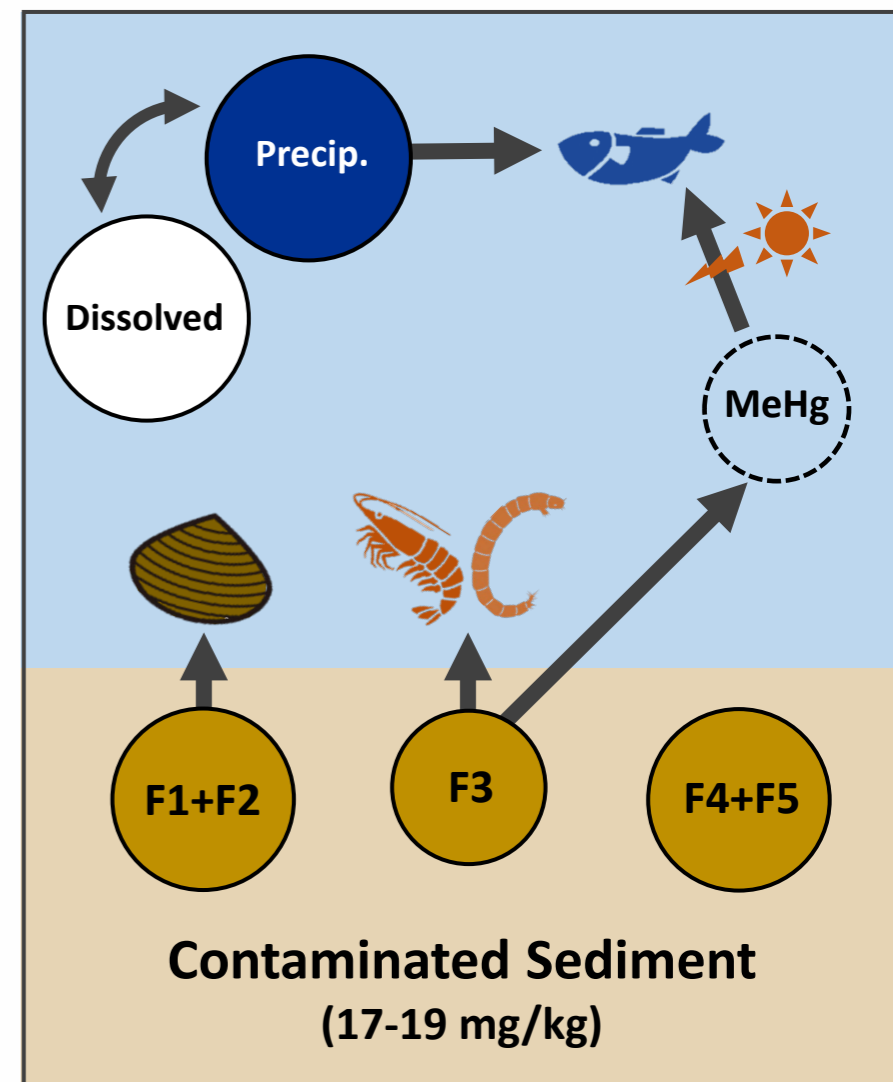 Precip.
Dissolved
MeHg
F1+F2
F3
F4+F5
Contaminated Sediment
(17-19 mg/kg)